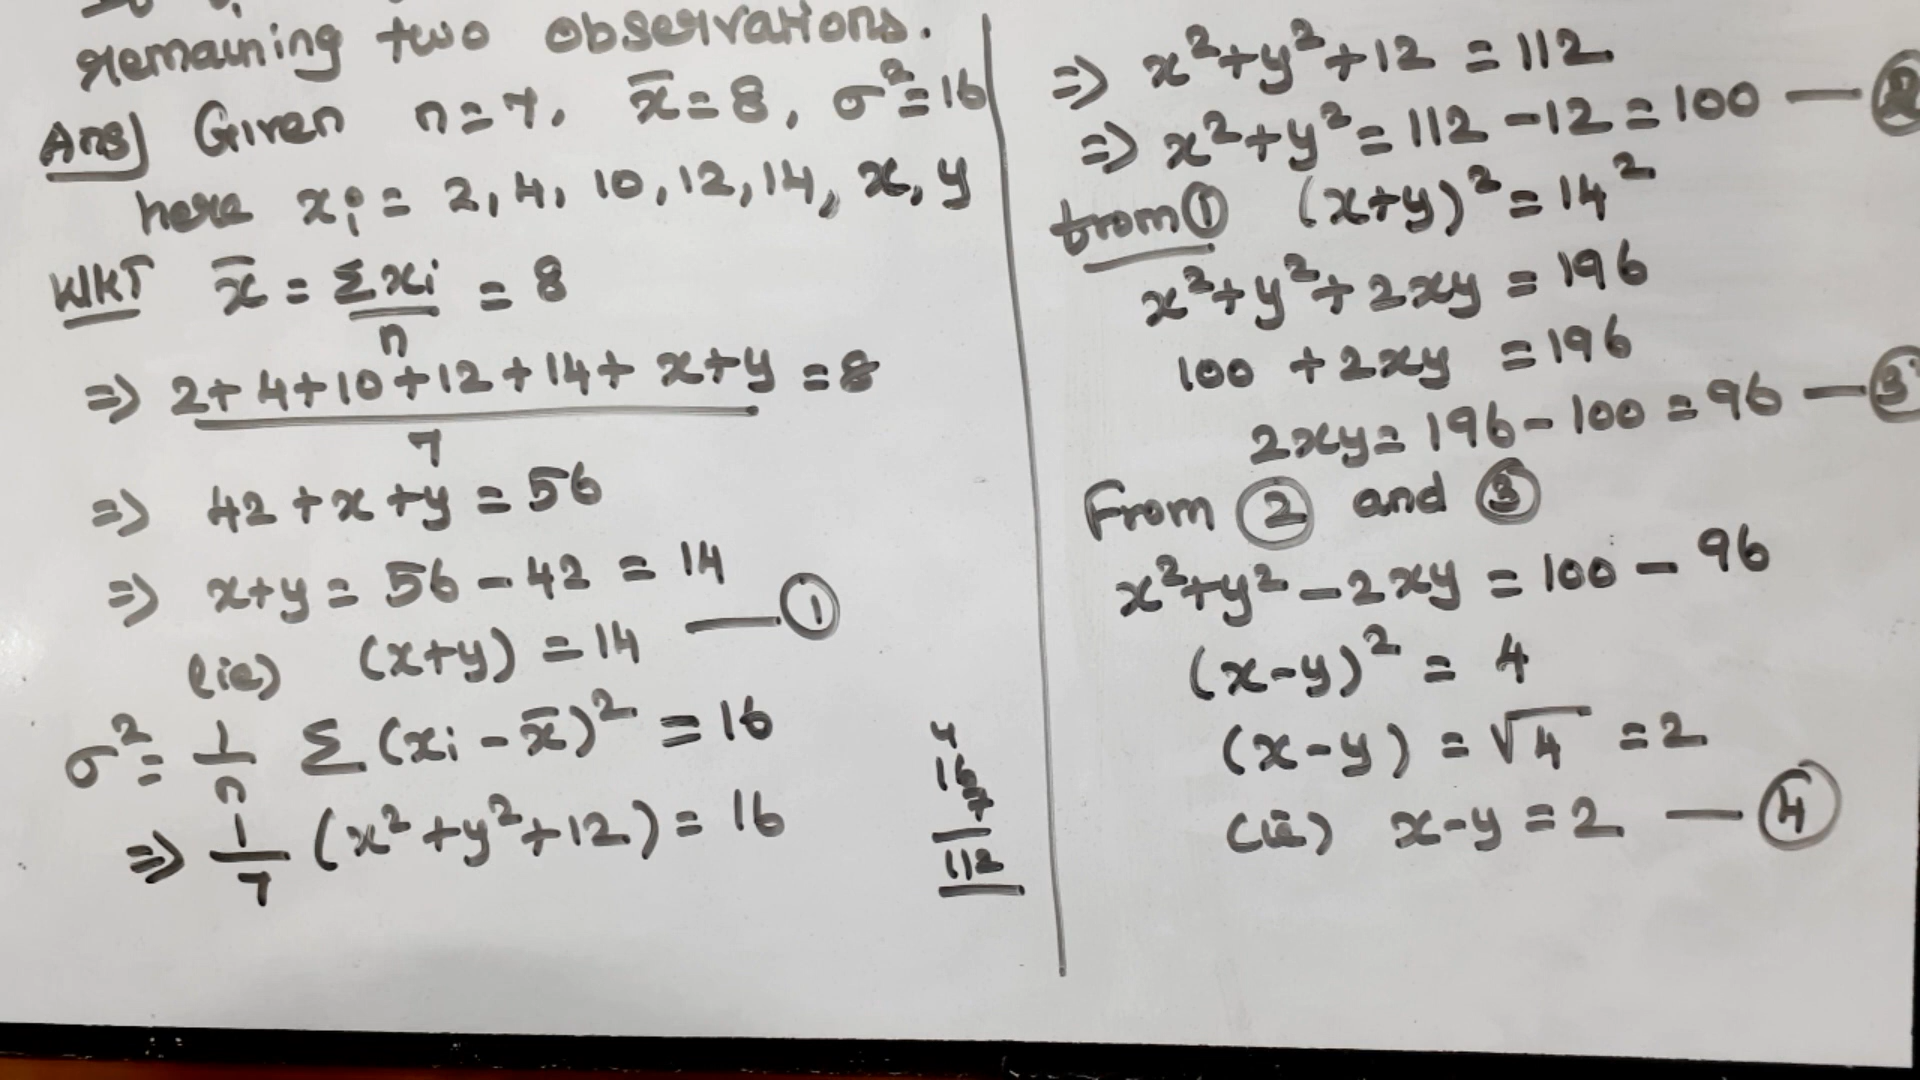 remaining two observations.
Ans] Given n=7, x̄=8, σ²=16
here xi = 2, 4, 10, 12, 14, x, y
WKT x̄ = Σxi/n = 8
⇒ (2+4+10+12+14+x+y)/7 = 8
⇒ 42+x+y = 56
⇒ x+y = 56-42 = 14
(ie) (x+y) = 14 — ①
σ² = 1/n Σ(xi-x̄)² = 16
⇒ 1/7 (x²+y²+12) = 16
4
16
7
112
⇒ x²+y²+12 = 112
⇒ x²+y² = 112-12 = 100 — ②
from ① (x+y)² = 14²
x²+y²+2xy = 196
100+2xy = 196
2xy = 196-100 = 96 — ③
From ② and ③
x²+y²-2xy = 100-96
(x-y)² = 4
(x-y) = √4 = 2
(ie) x-y = 2 — ④